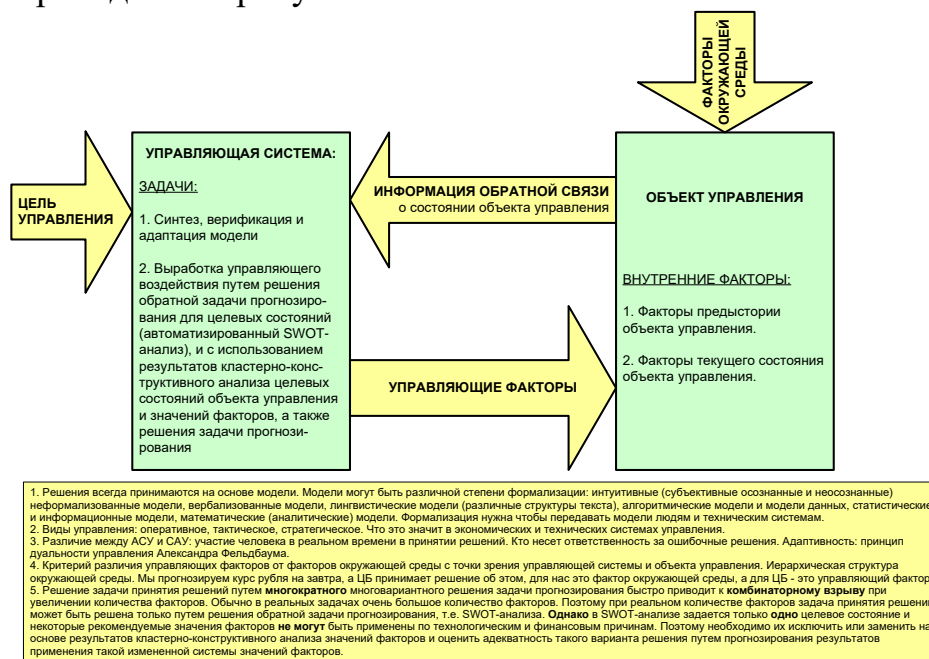 ФАКТОРЫ
ОКРУЖАЮЩЕЙ
СРЕДЫ
ЦЕЛЬ
УПРАВЛЕНИЯ
УПРАВЛЯЮЩАЯ СИСТЕМА:
ЗАДАЧИ:
1. Синтез, верификация и
адаптация модели
2. Выработка управляющего
воздействия путем решения
обратной задачи прогнозиро-
вания для целевых состояний
(автоматизированный SWOT-
анализ), и с использованием
результатов кластерно-конс-
труктивного анализа целевых
состояний объекта управления
и значений факторов, а также
решения задачи прогнози-
рования
ИНФОРМАЦИЯ ОБРАТНОЙ СВЯЗИ
о состоянии объекта управления
УПРАВЛЯЮЩИЕ ФАКТОРЫ
ОБЪЕКТ УПРАВЛЕНИЯ
ВНУТРЕННИЕ ФАКТОРЫ:
1. Факторы предыстории
объекта управления.
2. Факторы текущего состояния
объекта управления.
1. Решения всегда принимаются на основе модели. Модели могут быть различной степени формализации: интуитивные (субъективные осознанные и неосознанные)
неформализованные модели, вербализованные модели, лингвистические модели (различные структуры текста), алгоритмические модели и модели данных, статистические
и информационные модели, математические (аналитические) модели. Формализация нужна чтобы передавать модели людям и техническим системам.
2. Виды управления: оперативное, тактическое, стратегическое. Что это значит в экономических и технических системах управления.
3. Различие между АСУ и САУ: участие человека в реальном времени в принятии решений. Кто несет ответственность за ошибочные решения. Адаптивность: принцип
дуальности управления Александра Фельдбаума.
4. Критерий различия управляющих факторов от факторов окружающей среды с точки зрения управляющей системы и объекта управления. Иерархическая структура
окружающей среды. Мы прогнозируем курс рубля на завтра, а ЦБ принимает решение об этом, для нас это фактор окружающей среды, а для ЦБ - это управляющий фактор
5. Решение задачи принятия решений путем многократного многовариантного решения задачи прогнозирования быстро приводит к комбинаторному взрыву при
увеличении количества факторов. Обычно в реальных задачах очень большое количество факторов. Поэтому при реальном количестве факторов задача принятия решени
может быть решена только путем решения обратной задачи прогнозирования, т.е. SWOT-анализа. Однако в SWOT-анализе задается только одно целевое состояние и
некоторые рекомендуемые значения факторов не могут быть применены по технологическим и финансовым причинам. Поэтому необходимо их исключить или заменить на
основе результатов кластерно-конструктивного анализа значений факторов и оценить адекватность такого варианта решения путем прогнозирования результатов
применения такой измененной системы значений факторов.